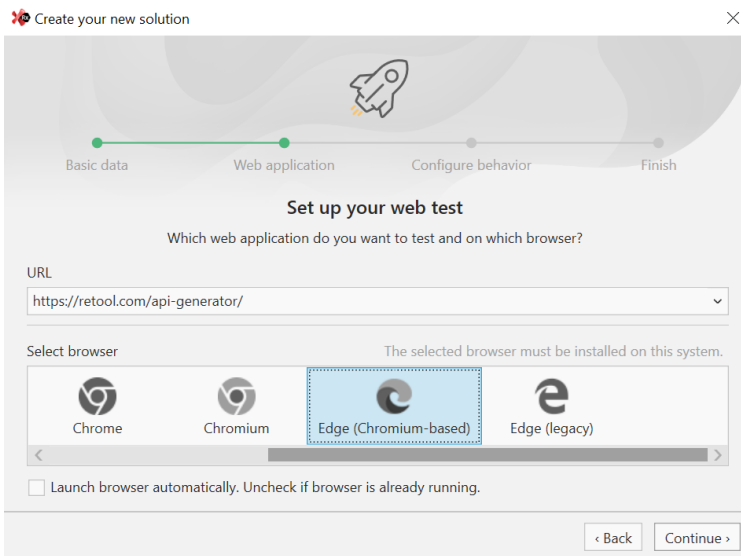 Create your new solution
Basic data
Web application
Configure behavior
Finish
Set up your web test
Which web application do you want to test and on which browser?
URL
https://retool.com/api-generator/
Select browser
The selected browser must be installed on this system.
Chrome
Chromium
Edge (Chromium-based)
Edge (legacy)
Launch browser automatically. Uncheck if browser is already running.
‹ Back
Continue ›